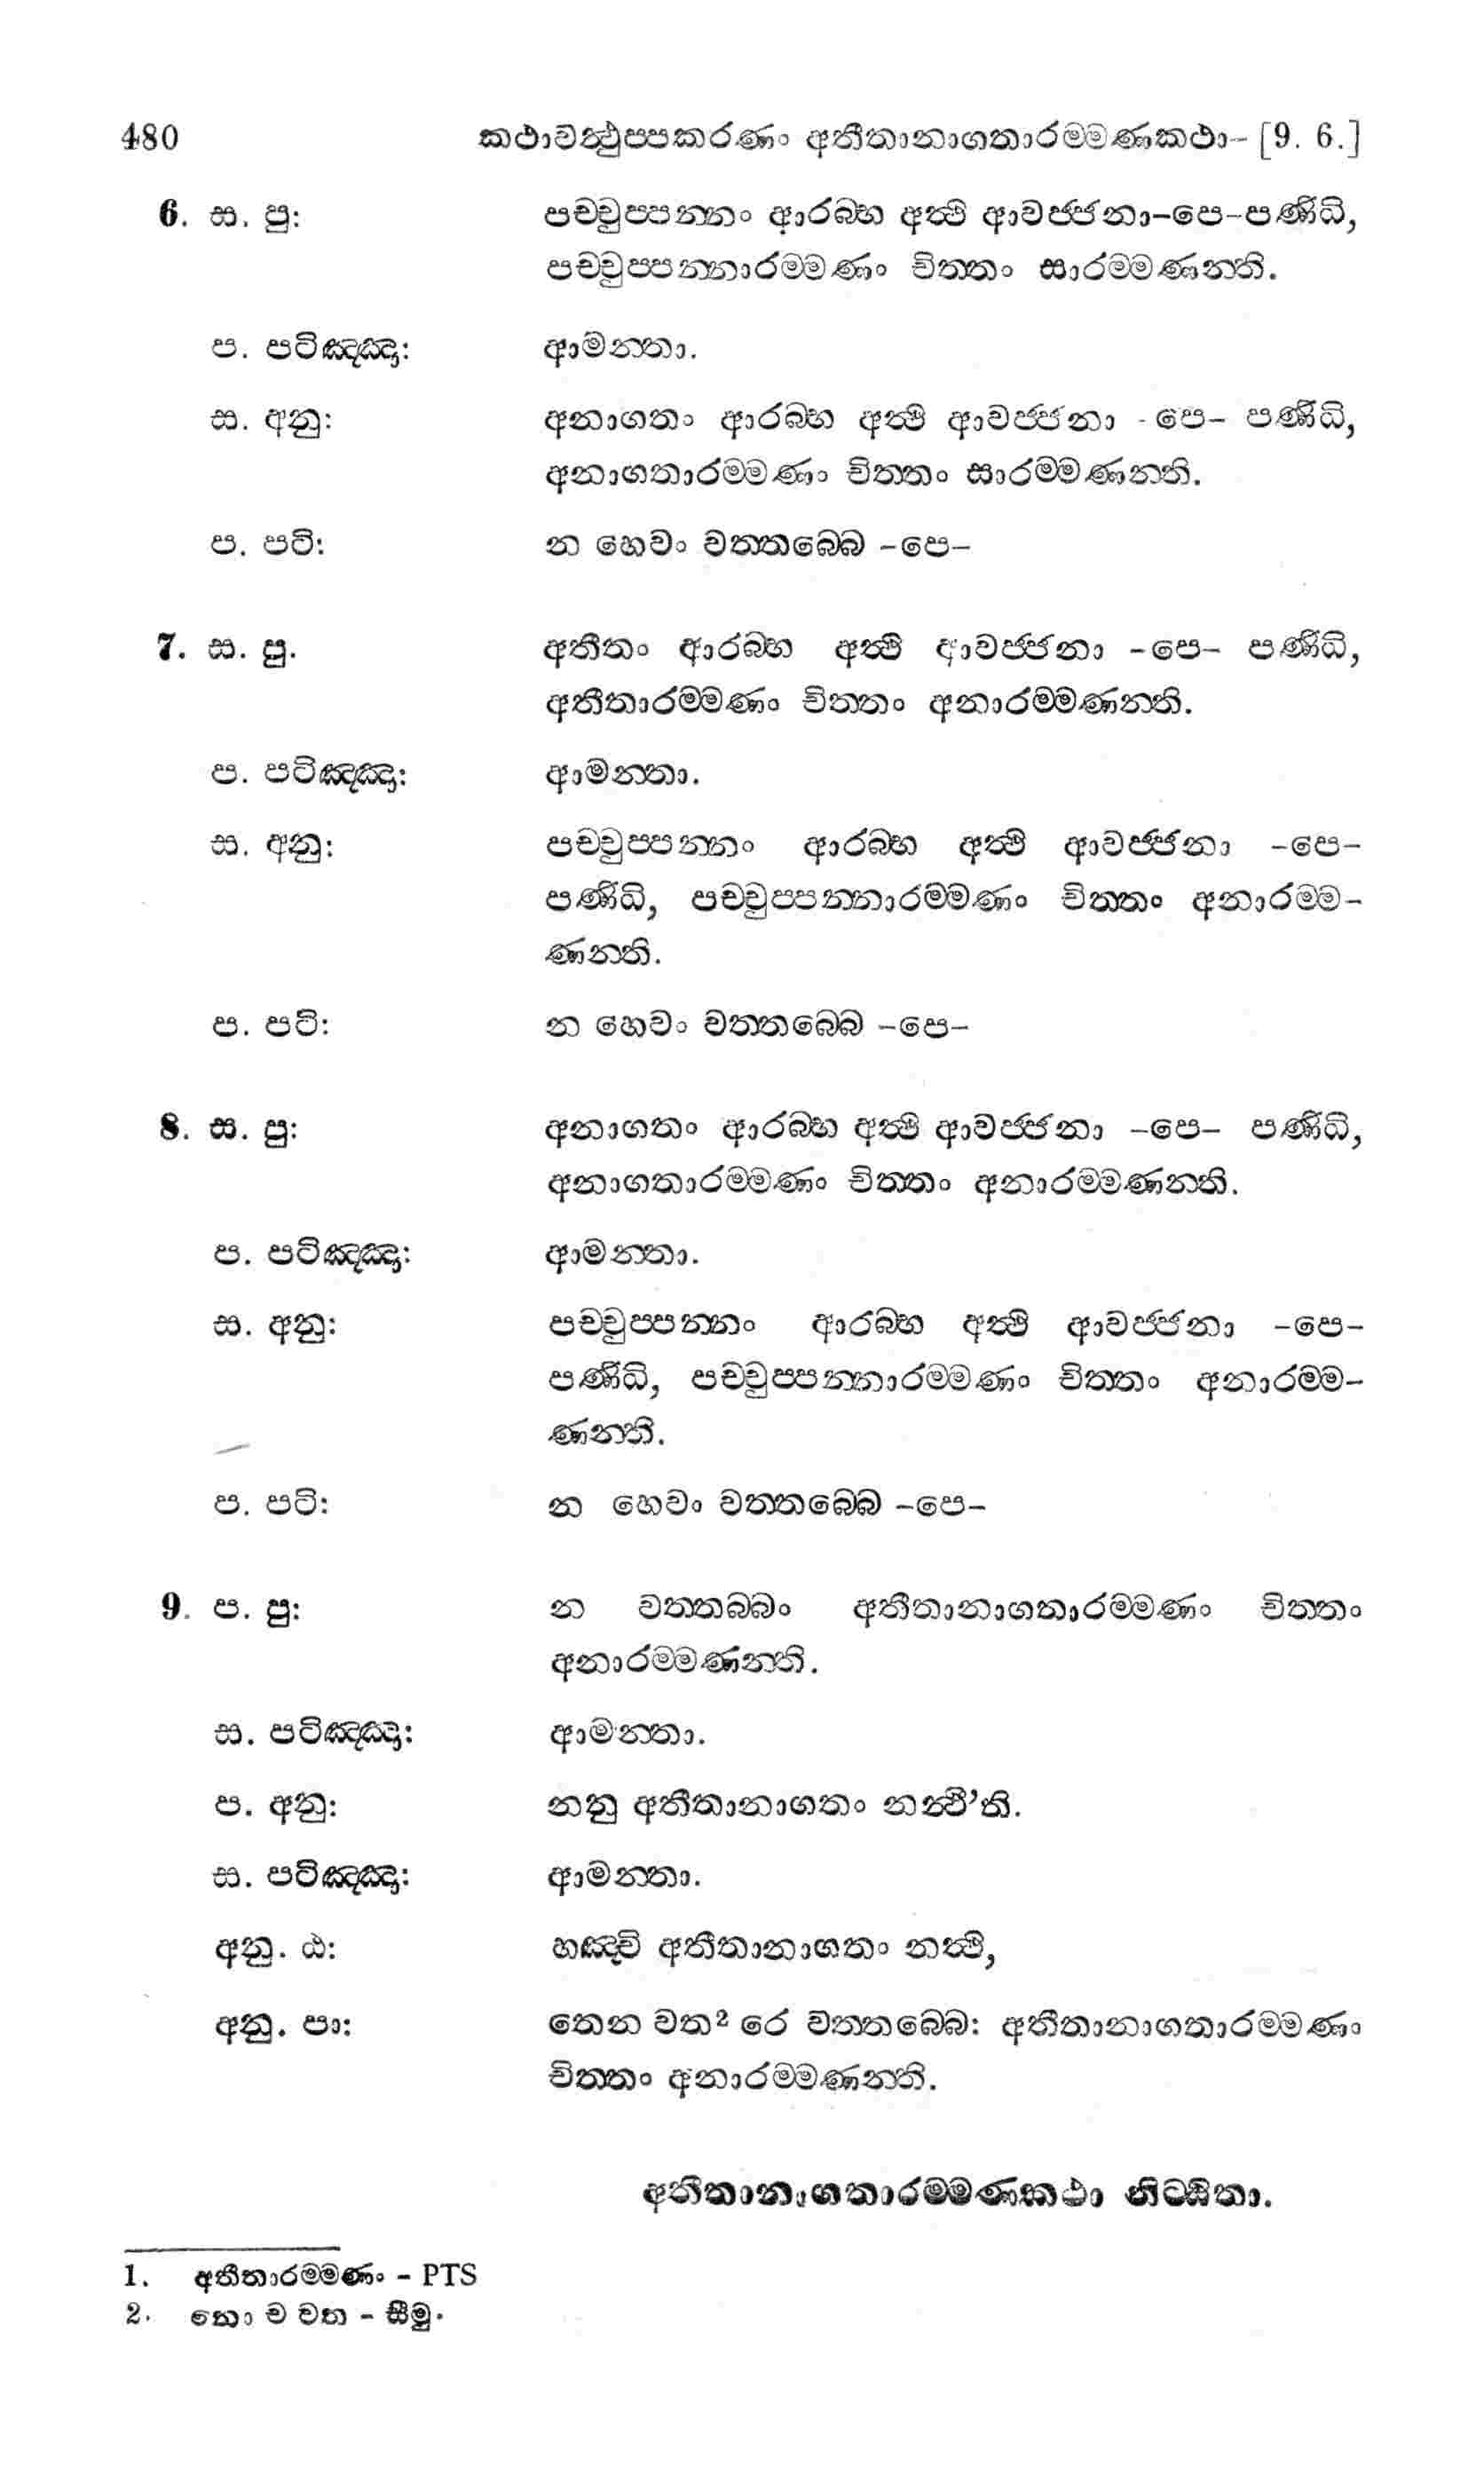 480 කථාවත්‍ථුප්පකරණං අතීතානාගතාරම්මණකථා- [9. 6.]
6. ස. පු: පච්චුප්පන්නං ආරබ්භ අත්‍ථි ආවජ්ජනා-පෙ-පණිධි,
පච්චුප්පන්නාරම්මණං චිත්තං සාරම්මණන්ති.
ප. පටිඤ්ඤා: ආමන්තා.
ස. අනු: අනාගතං ආරබ්භ අත්‍ථි ආවජ්ජනා -පෙ- පණිධි,
අනාගතාරම්මණං චිත්තං සාරම්මණන්ති.
ප. පටි: න හෙවං වත්තබ්බෙ -පෙ-
7. ස. පු. අතීතං ආරබ්භ අත්‍ථි ආවජ්ජනා -පෙ- පණිධි,
අතීතාරම්මණං චිත්තං අනාරම්මණන්ති.
ප. පටිඤ්ඤා: ආමන්තා.
ස. අනු: පච්චුප්පන්නං ආරබ්භ අත්‍ථි ආවජ්ජනා -පෙ-
පණිධි, පච්චුප්පන්නාරම්මණං චිත්තං අනාරම්ම-
ණන්ති.
ප. පටි: න හෙවං වත්තබ්බෙ -පෙ-
8. ස. පු: අනාගතං ආරබ්භ අත්‍ථි ආවජ්ජනා -පෙ- පණිධි,
අනාගතාරම්මණං චිත්තං අනාරම්මණන්ති.
ප. පටිඤ්ඤා: ආමන්තා.
ස. අනු: පච්චුප්පන්නං ආරබ්භ අත්‍ථි ආවජ්ජනා -පෙ-
පණිධි, පච්චුප්පන්නාරම්මණං චිත්තං අනාරම්ම-
ණන්ති.
ප. පටි: න හෙවං වත්තබ්බෙ -පෙ-
9. ප. පු: න වත්තබ්බං අතීතානාගතාරම්මණං චිත්තං
අනාරම්මණන්ති.
ස. පටිඤ්ඤා: ආමන්තා.
ප. අනු: නනු අතීතානාගතං නත්‍ථී’ති.
ස. පටිඤ්ඤා: ආමන්තා.
අනු. ඨ: හඤ්චි අතීතානාගතං නත්‍ථි,
අනු. පා: තෙන වත² රෙ වත්තබ්බෙ: අතීතානාගතාරම්මණං
චිත්තං අනාරම්මණන්ති.
අතීතානාගතාරම්මණකථා නිට්ඨිතා.
1. අතීතාරම්මණං - PTS
2. තො ච වත - සීමු.